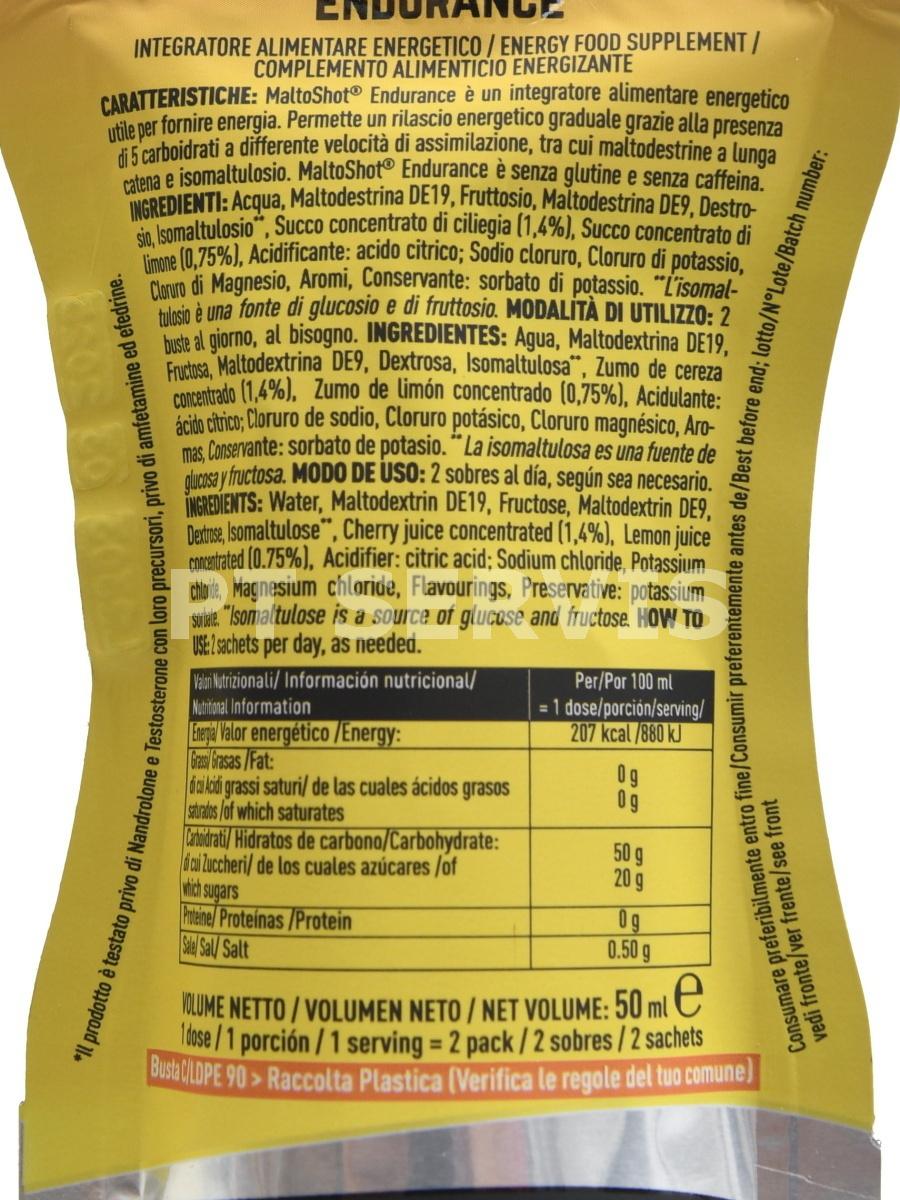 ENDURANCE
INTEGRATORE ALIMENTARE ENERGETICO / ENERGY FOOD SUPPLEMENT /
COMPLEMENTO ALIMENTICIO ENERGIZANTE
CARATTERISTICHE: MaltoShot® Endurance è un integratore alimentare energetico
utile per fornire energia. Permette un rilascio energetico graduale grazie alla presenza
di 5 carboidrati a differente velocità di assimilazione, tra cui maltodestrine a lunga
catena e isomaltulosio. MaltoShot® Endurance è senza glutine e senza caffeina.
INGREDIENTI: Acqua, Maltodestrina DE19, Fruttosio, Maltodestrina DE9, Destro-
sio, Isomaltulosio**, Succo concentrato di ciliegia (1,4%), Succo concentrato di
limone (0,75%), Acidificante: acido citrico; Sodio cloruro, Cloruro di potassio,
Cloruro di Magnesio, Aromi, Conservante: sorbato di potassio. **L'isomal-
tulosio è una fonte di glucosio e di fruttosio. MODALITÀ DI UTILIZZO: 2
buste al giorno, al bisogno. INGREDIENTES: Agua, Maltodextrina DE19,
Fructosa, Maltodextrina DE9, Dextrosa, Isomaltulosa**, Zumo de cereza
concentrado (1,4%), Zumo de limón concentrado (0,75%), Acidulante:
ácido cítrico; Cloruro de sodio, Cloruro potásico, Cloruro magnésico, Aro-
mas, Conservante: sorbato de potasio. **La isomaltulosa es una fuente de
glucosa y fructosa. MODO DE USO: 2 sobres al día, según sea necesario.
INGREDIENTS: Water, Maltodextrin DE19, Fructose, Maltodextrin DE9,
Dextrose, Isomaltulose**, Cherry juice concentrated (1,4%), Lemon juice
concentrated (0.75%), Acidifier: citric acid; Sodium chloride, Potassium
chloride, Magnesium chloride, Flavourings, Preservative: potassium
sorbate. **Isomaltulose is a source of glucose and fructose. HOW TO
USE: 2 sachets per day, as needed.
PT SERVIS
Valori Nutrizionali/ Información nutricional/
Nutritional Information
Per/Por 100 ml
= 1 dose/porción/serving/
Energia/ Valor energético /Energy:
207 kcal /880 kJ
Grassi/ Grasas /Fat:
0 g
di cui Acidi grassi saturi/ de las cuales ácidos grasos
saturados /of which saturates
0 g
Carboidrati/ Hidratos de carbono/Carbohydrate:
50 g
di cui Zuccheri/ de los cuales azúcares /of
which sugars
20 g
Proteine/ Proteínas /Protein
0 g
Sale/ Sal/ Salt
0.50 g
VOLUME NETTO / VOLUMEN NETO / NET VOLUME: 50 ml e
1 dose / 1 porción / 1 serving = 2 pack / 2 sobres / 2 sachets
Busta C/LDPE 90 > Raccolta Plastica (Verifica le regole del tuo comune)
*Il prodotto è testato privo di Nandrolone e Testosterone con loro precursori, privo di amfetamine ed efedrine.
Consumare preferibilmente entro fine/Consumir preferentemente antes de/Best before end; lotto/N°Lote/Batch number:
vedi fronte/ver frente/see front